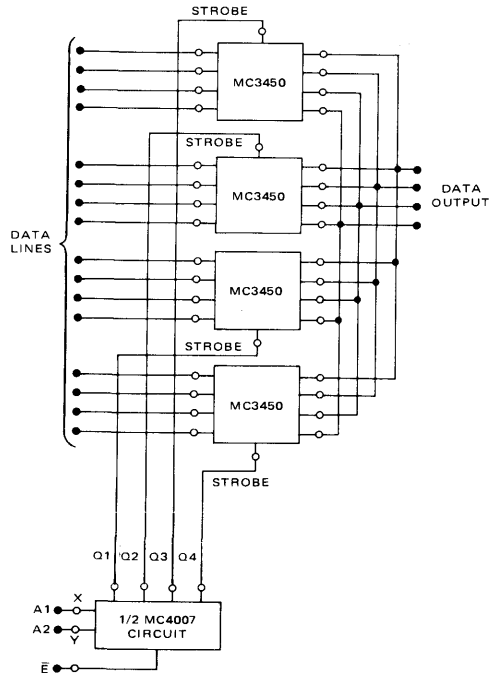 STROBE
MC3450
STROBE
MC3450
DATA
OUTPUT
DATA
LINES
MC3450
STROBE
MC3450
STROBE
Q1 Q2 Q3 Q4
A1 X
A2 Y
1/2 MC4007
CIRCUIT
E̅